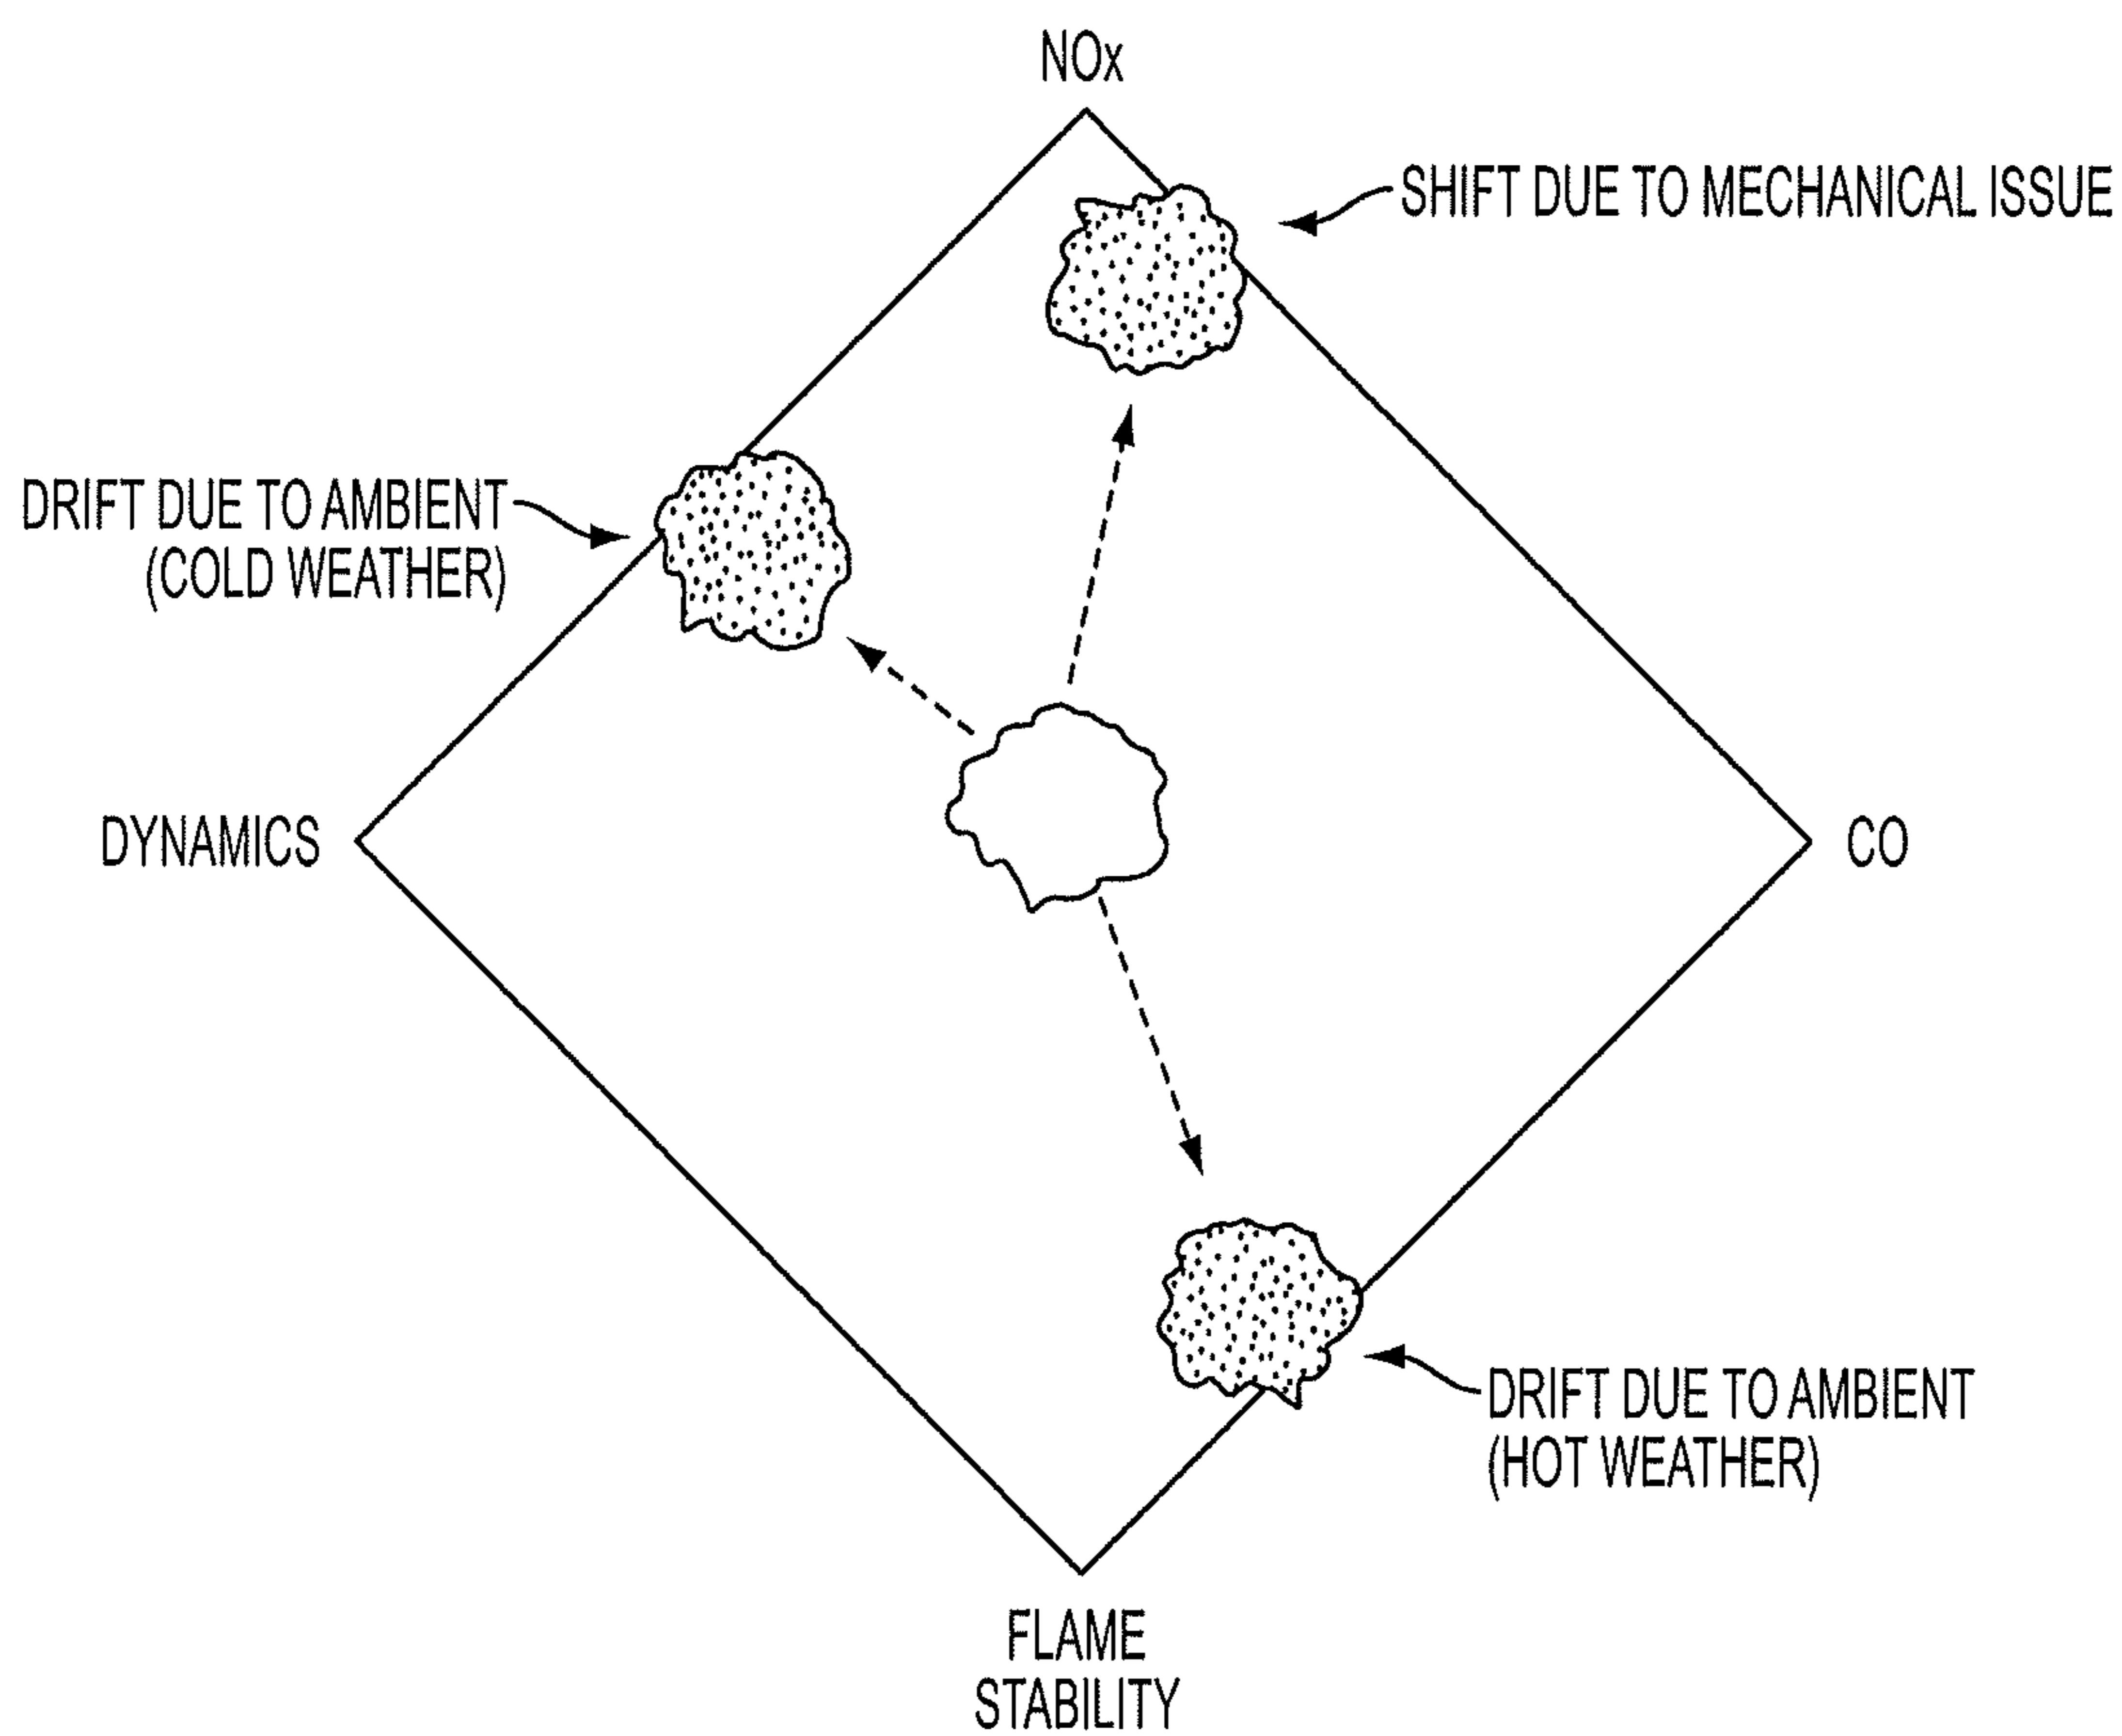 NOx
SHIFT DUE TO MECHANICAL ISSUE
DRIFT DUE TO AMBIENT
(COLD WEATHER)
DYNAMICS
CO
DRIFT DUE TO AMBIENT
(HOT WEATHER)
FLAME
STABILITY